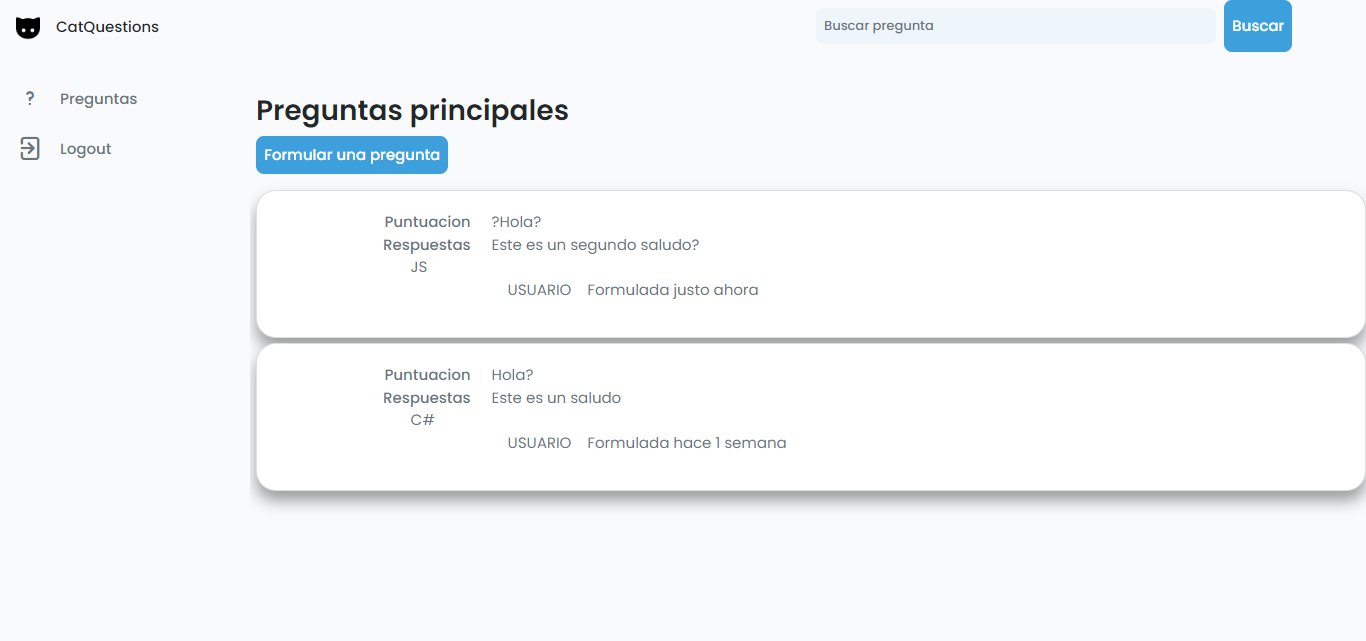 CatQuestions
Buscar pregunta
Buscar
? Preguntas
Logout
Preguntas principales
Formular una pregunta
Puntuacion ?Hola?
Respuestas Este es un segundo saludo?
JS
USUARIO Formulada justo ahora
Puntuacion Hola?
Respuestas Este es un saludo
C#
USUARIO Formulada hace 1 semana